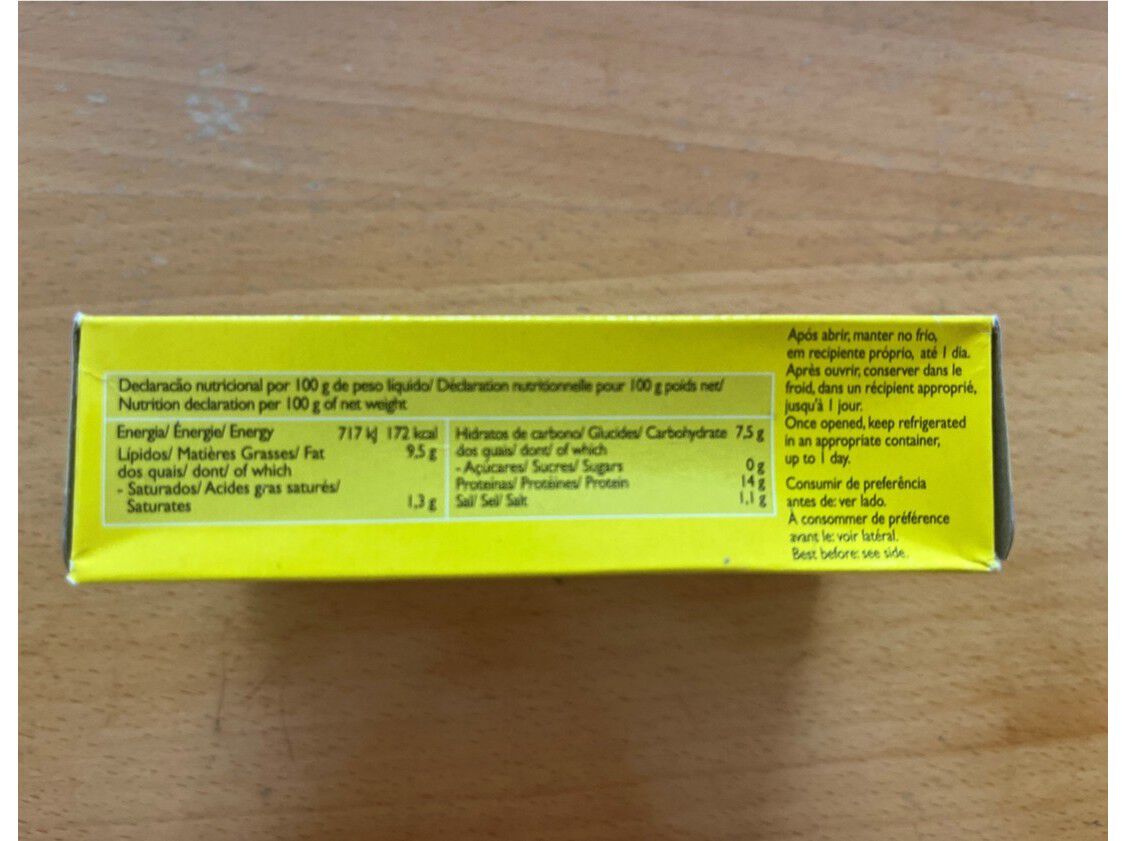 Declaracão nutricional por 100 g de peso líquido/ Déclaration nutritionnelle pour 100 g poids net/
Nutrition declaration per 100 g of net weight
Energia/ Énergie/ Energy 717 kJ 172 kcal
Lípidos/ Matières Grasses/ Fat 9,5 g
dos quais/ dont/ of which
- Saturados/ Acides gras saturés/
Saturates 1,3 g
Hidratos de carbono/ Glucides/ Carbohydrate 7,5 g
dos quais/ dont/ of which
- Açúcares/ Sucres/ Sugars 0 g
Proteínas/ Protéines/ Protein 14 g
Sal/ Sel/ Salt 1,1 g
Após abrir, manter no frio,
em recipiente próprio, até 1 dia.
Après ouvrir, conserver dans le
froid, dans un récipient approprié,
jusqu'à 1 jour.
Once opened, keep refrigerated
in an appropriate container,
up to 1 day.
Consumir de preferência
antes de: ver lado.
À consommer de préférence
avant le: voir latéral.
Best before: see side.